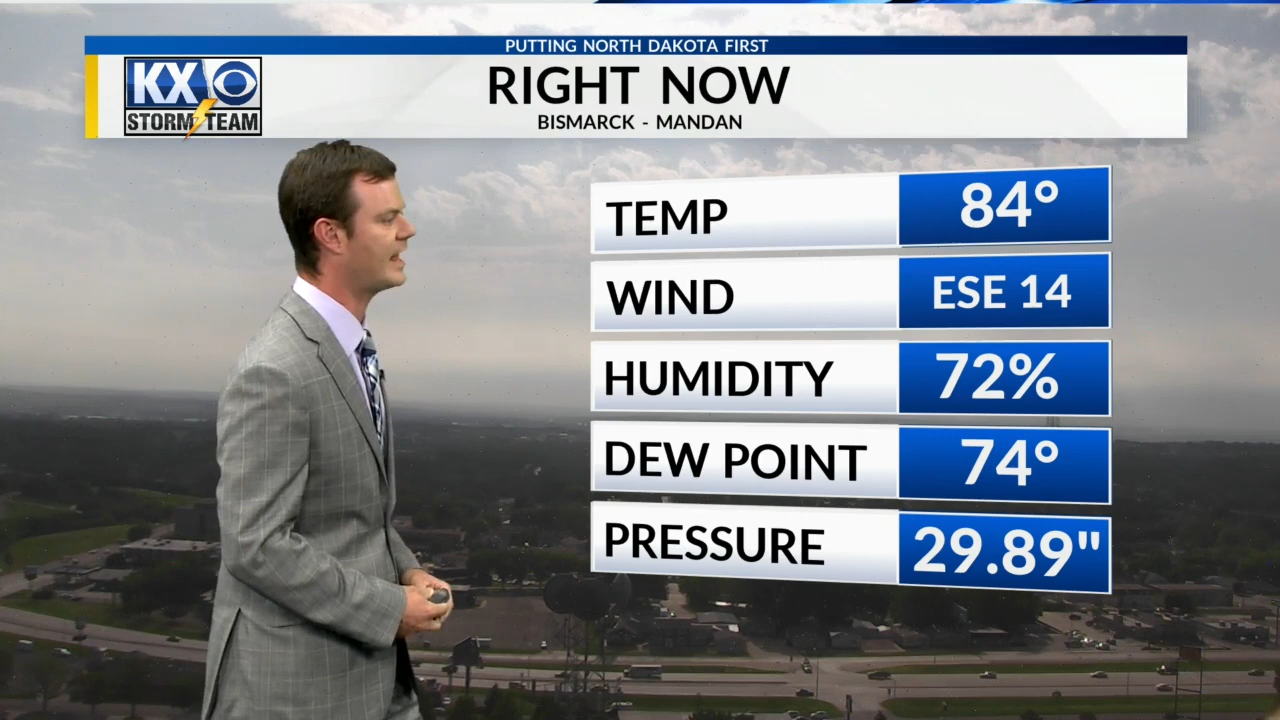 PUTTING NORTH DAKOTA FIRST
KX
STORM TEAM
RIGHT NOW
BISMARCK - MANDAN
TEMP 84°
WIND ESE 14
HUMIDITY 72%
DEW POINT 74°
PRESSURE 29.89"